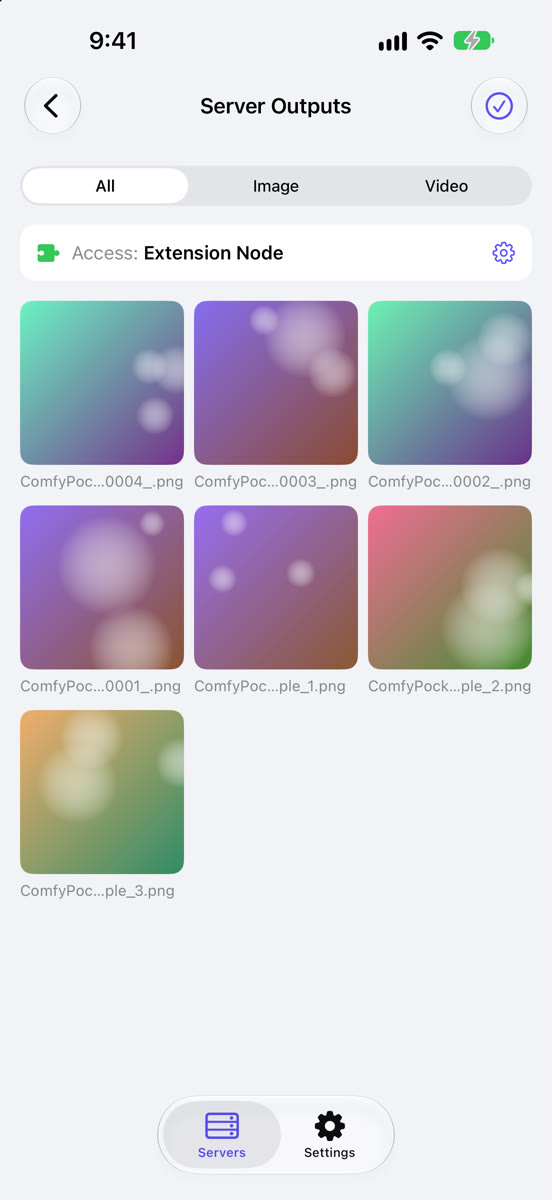 9:41
Server Outputs
All Image Video
Access: Extension Node
ComfyPoc...0004_.png ComfyPoc...0003_.png ComfyPoc...0002_.png
ComfyPoc...0001_.png ComfyPoc...ple_1.png ComfyPock...ple_2.png
ComfyPoc...ple_3.png
Servers Settings